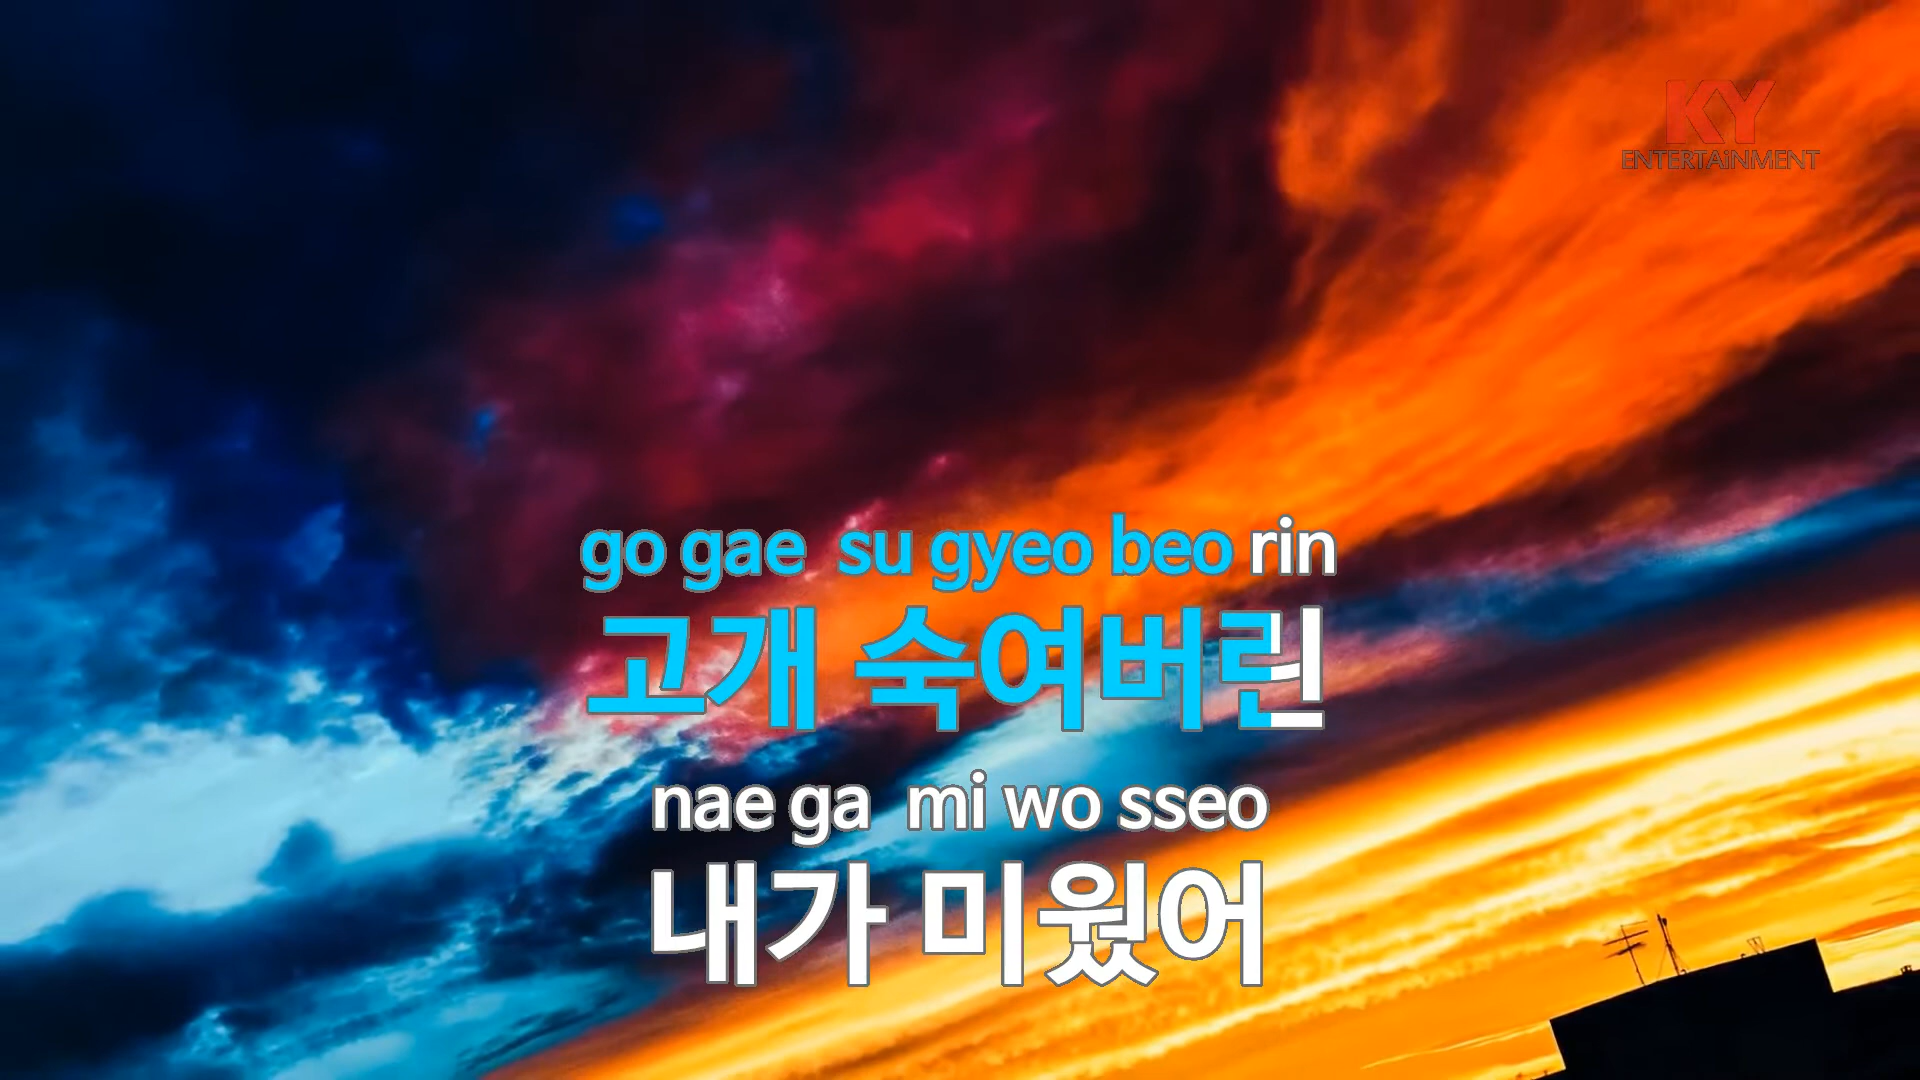 KY
ENTERTAiNMENT
go gae su gyeo beo rin
고개 숙여버린
nae ga mi wo sseo
내가 미웠어